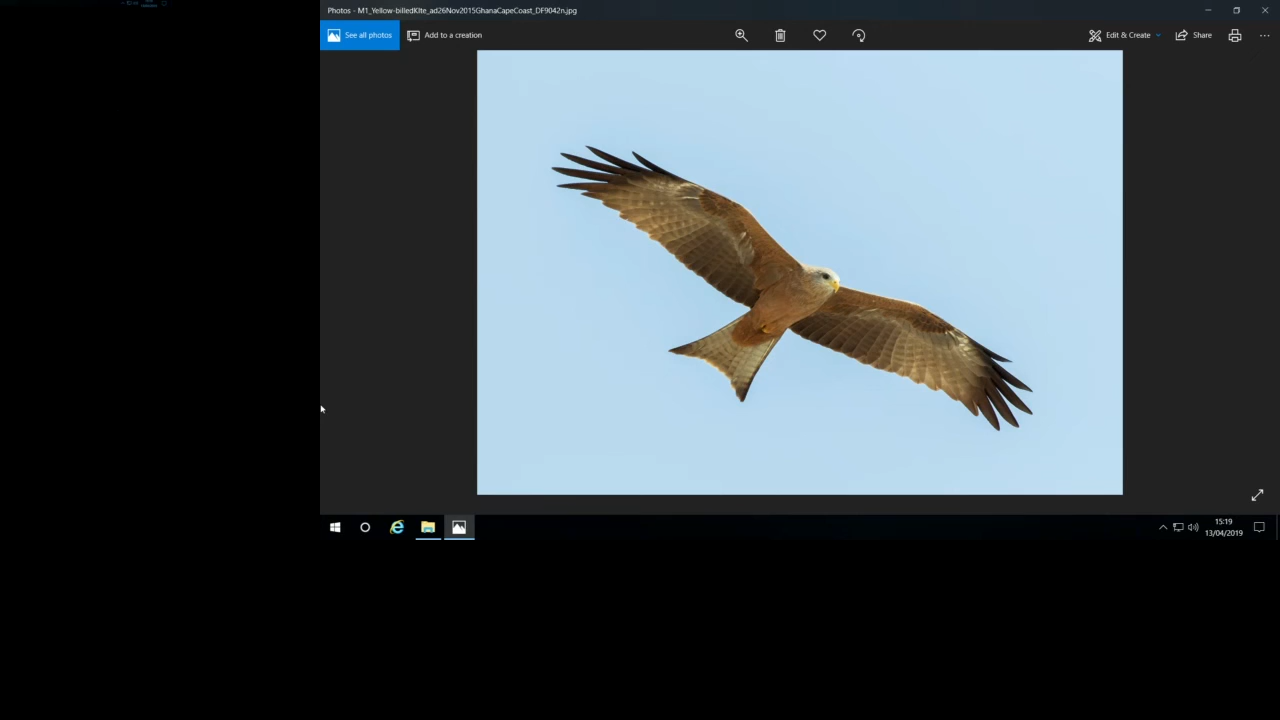 Photos - M1_Yellow-billedKIte_ad26Nov2015GhanaCapeCoast_DF9042n.jpg
See all photos
Add to a creation
Edit & Create
Share
15:19
13/04/2019